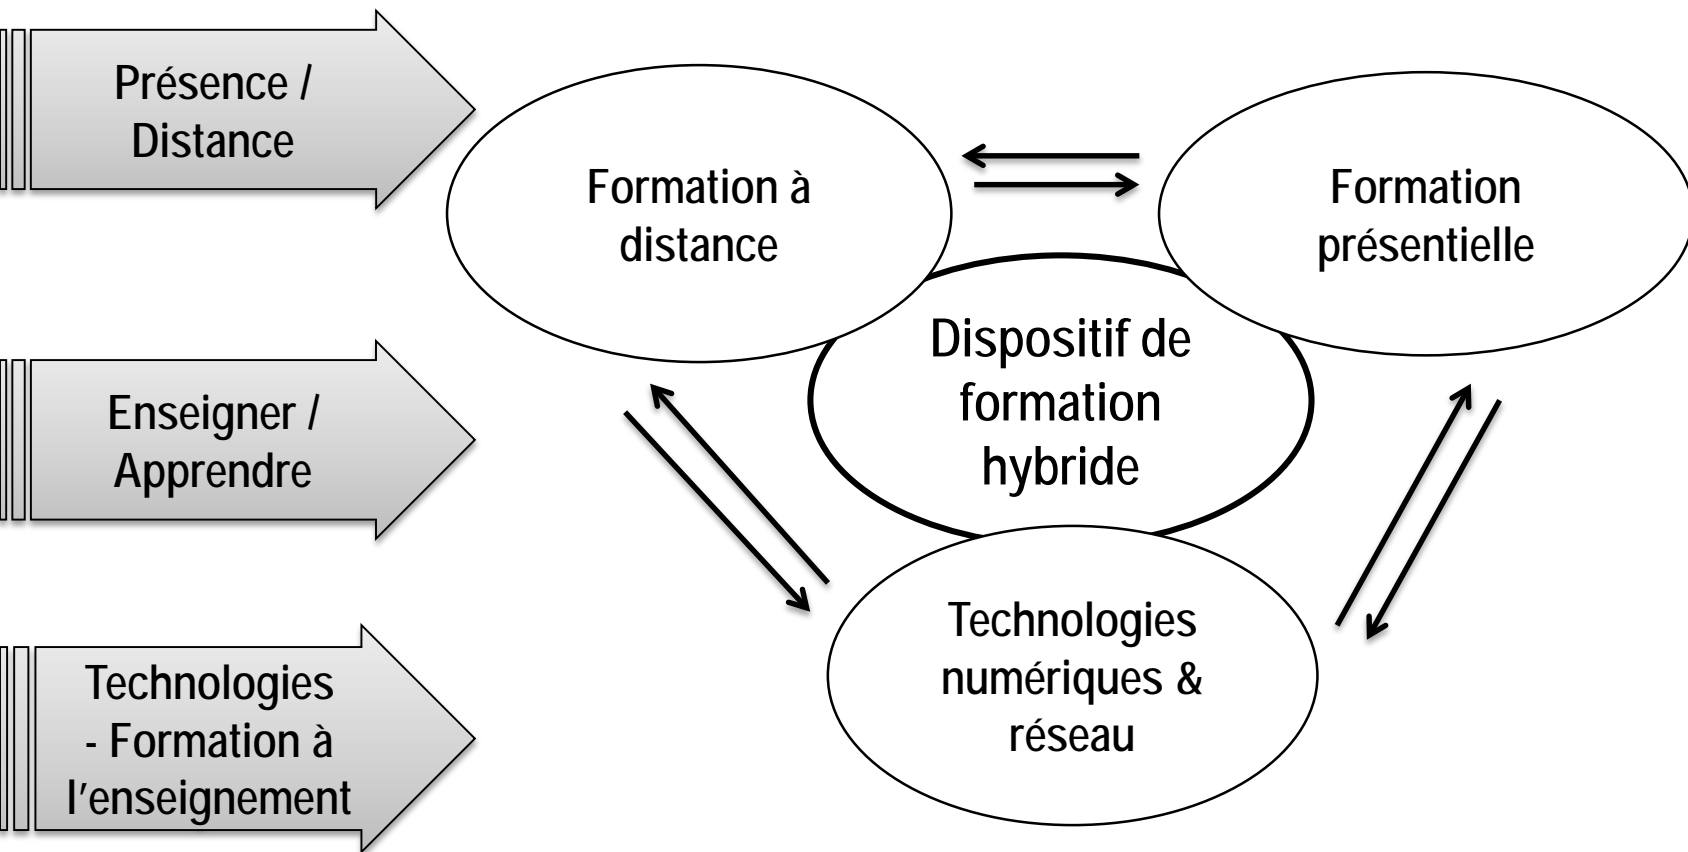 Présence /
Distance
Formation à
distance
Formation
présentielle
Dispositif de
formation
hybride
Enseigner /
Apprendre
Technologies
numériques &
réseau
Technologies
- Formation à
l'enseignement